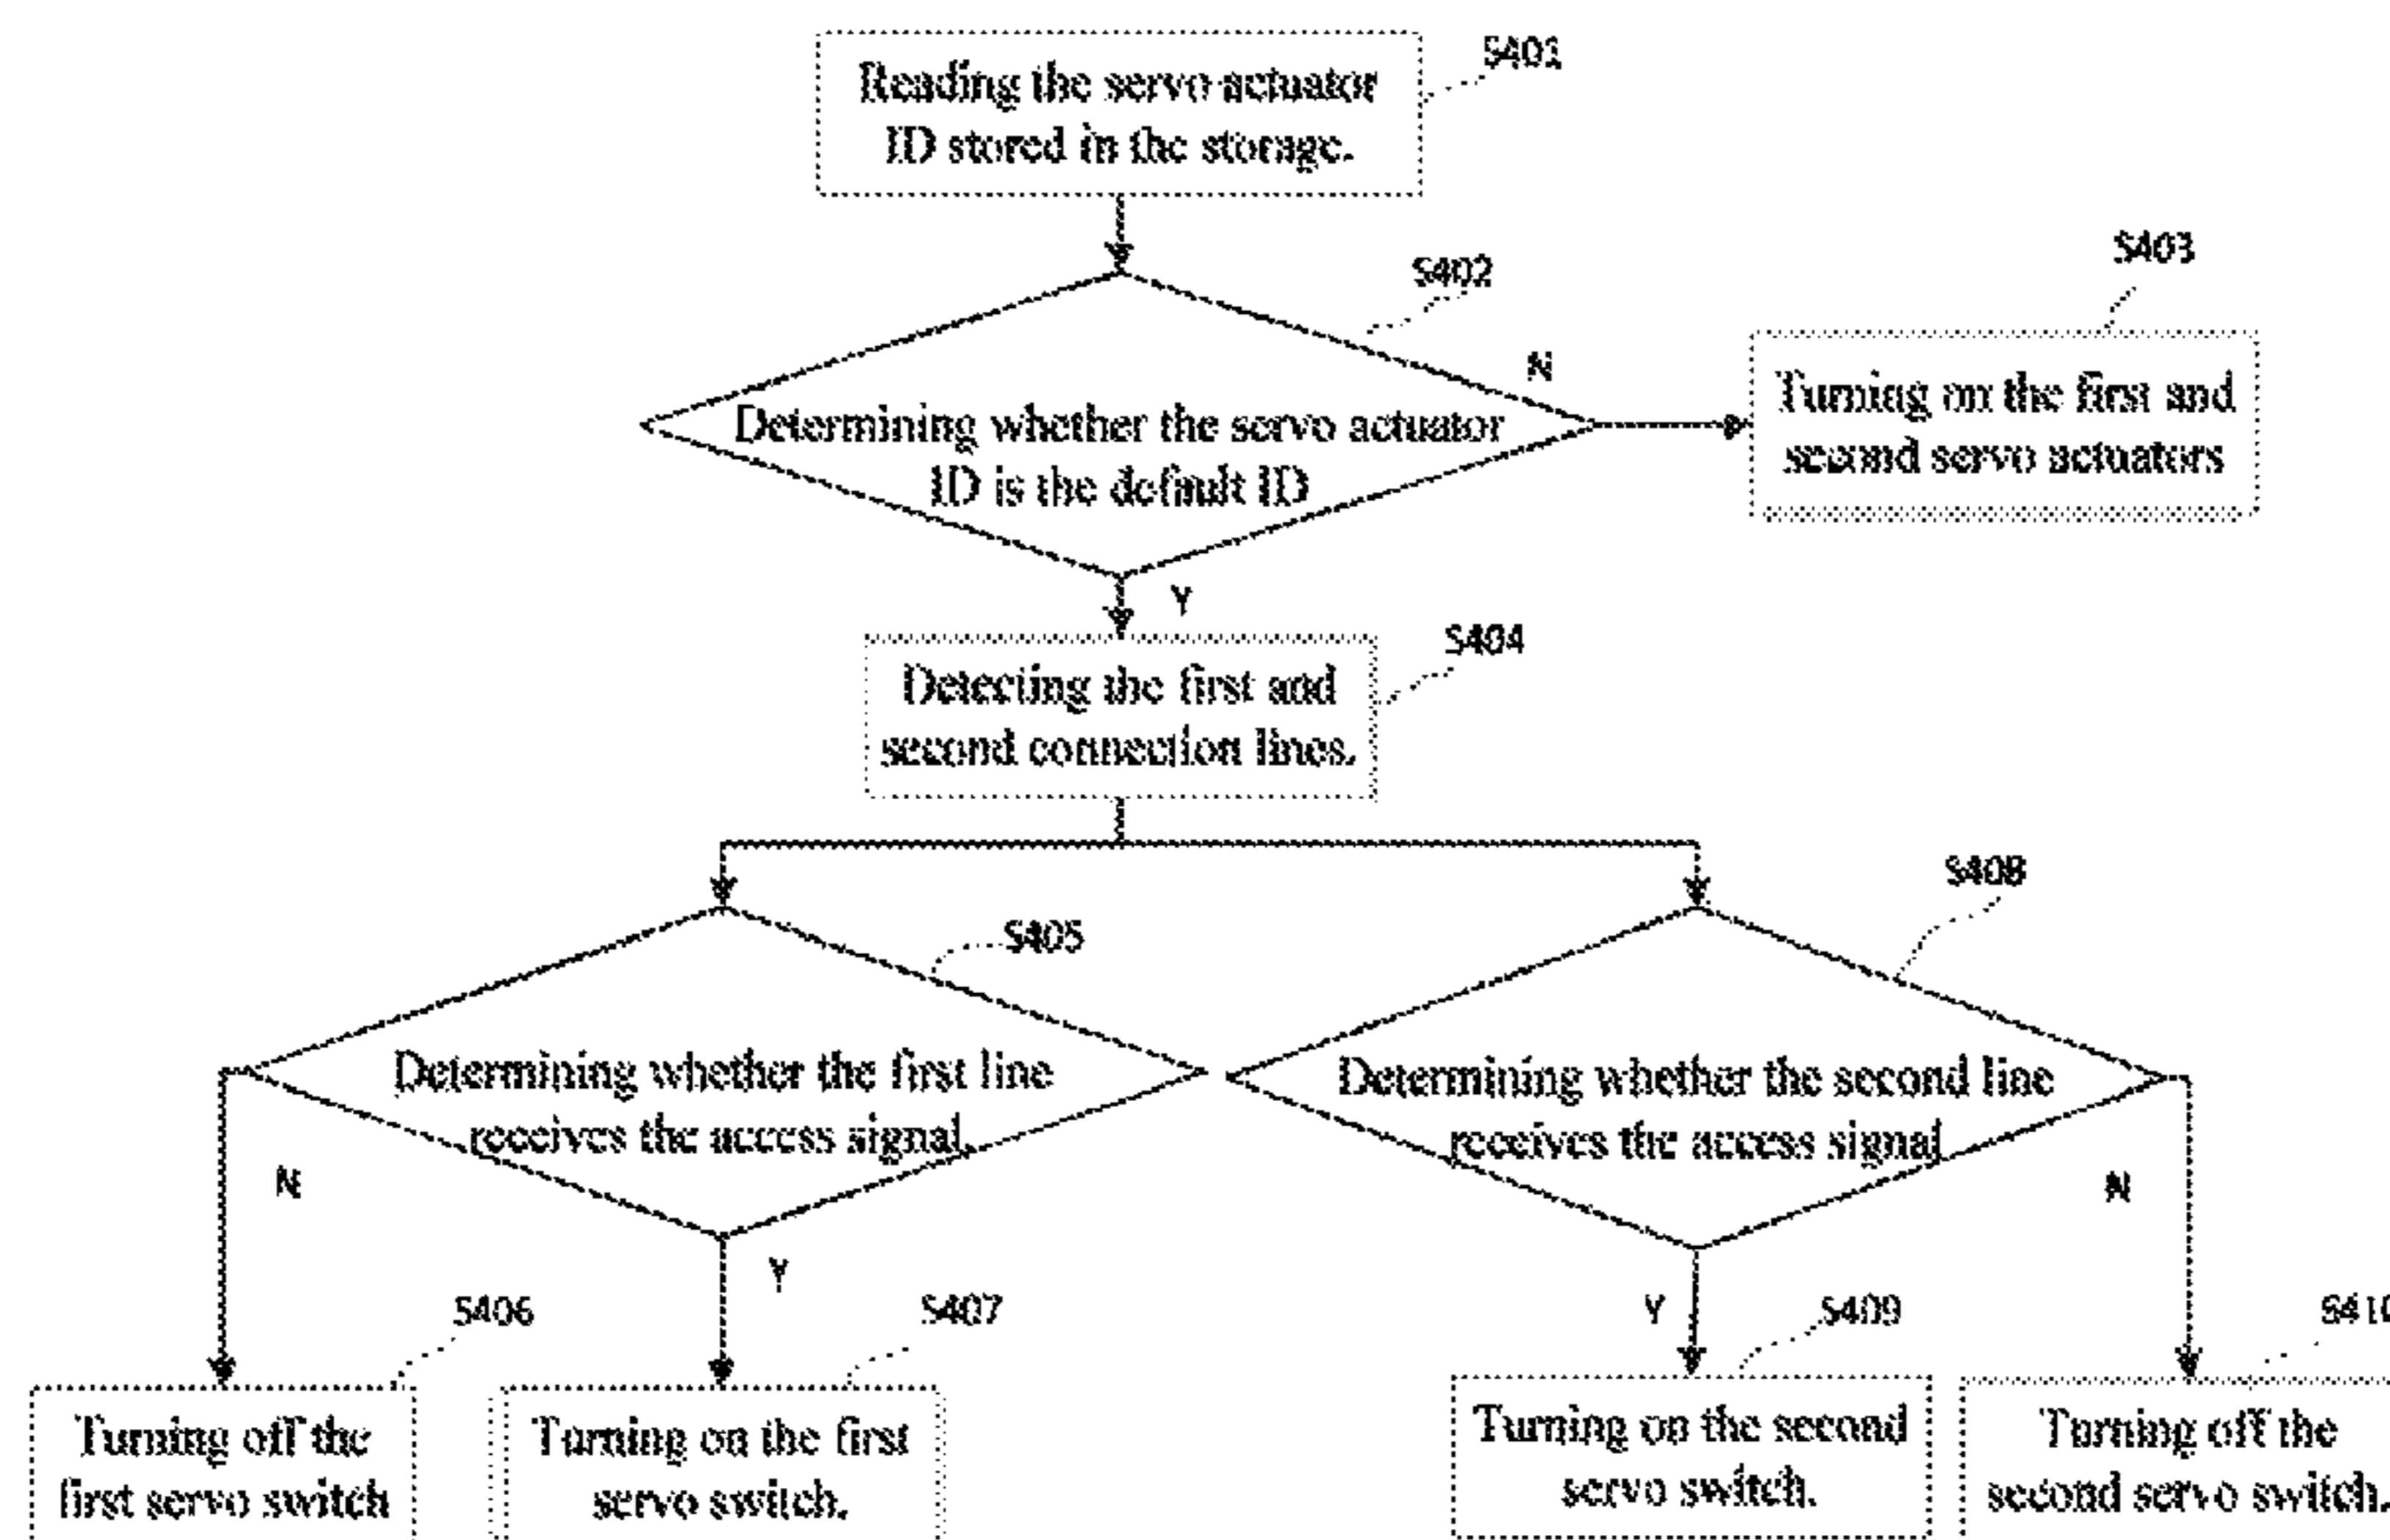 S401
Reading the servo actuator
ID stored in the storage.
S402
S403
N
Turning on the first and
second servo actuators
Determining whether the servo actuator
ID is the default ID
Y
S404
Detecting the first and
second connection lines.
S405
S408
Determining whether the first line
receives the access signal.
Determining whether the second line
receives the access signal
N
Y
Y
N
S406
S407
S409
S410
Turning off the
first servo switch
Turning on the first
servo switch.
Turning on the second
servo switch.
Turning off the
second servo switch.